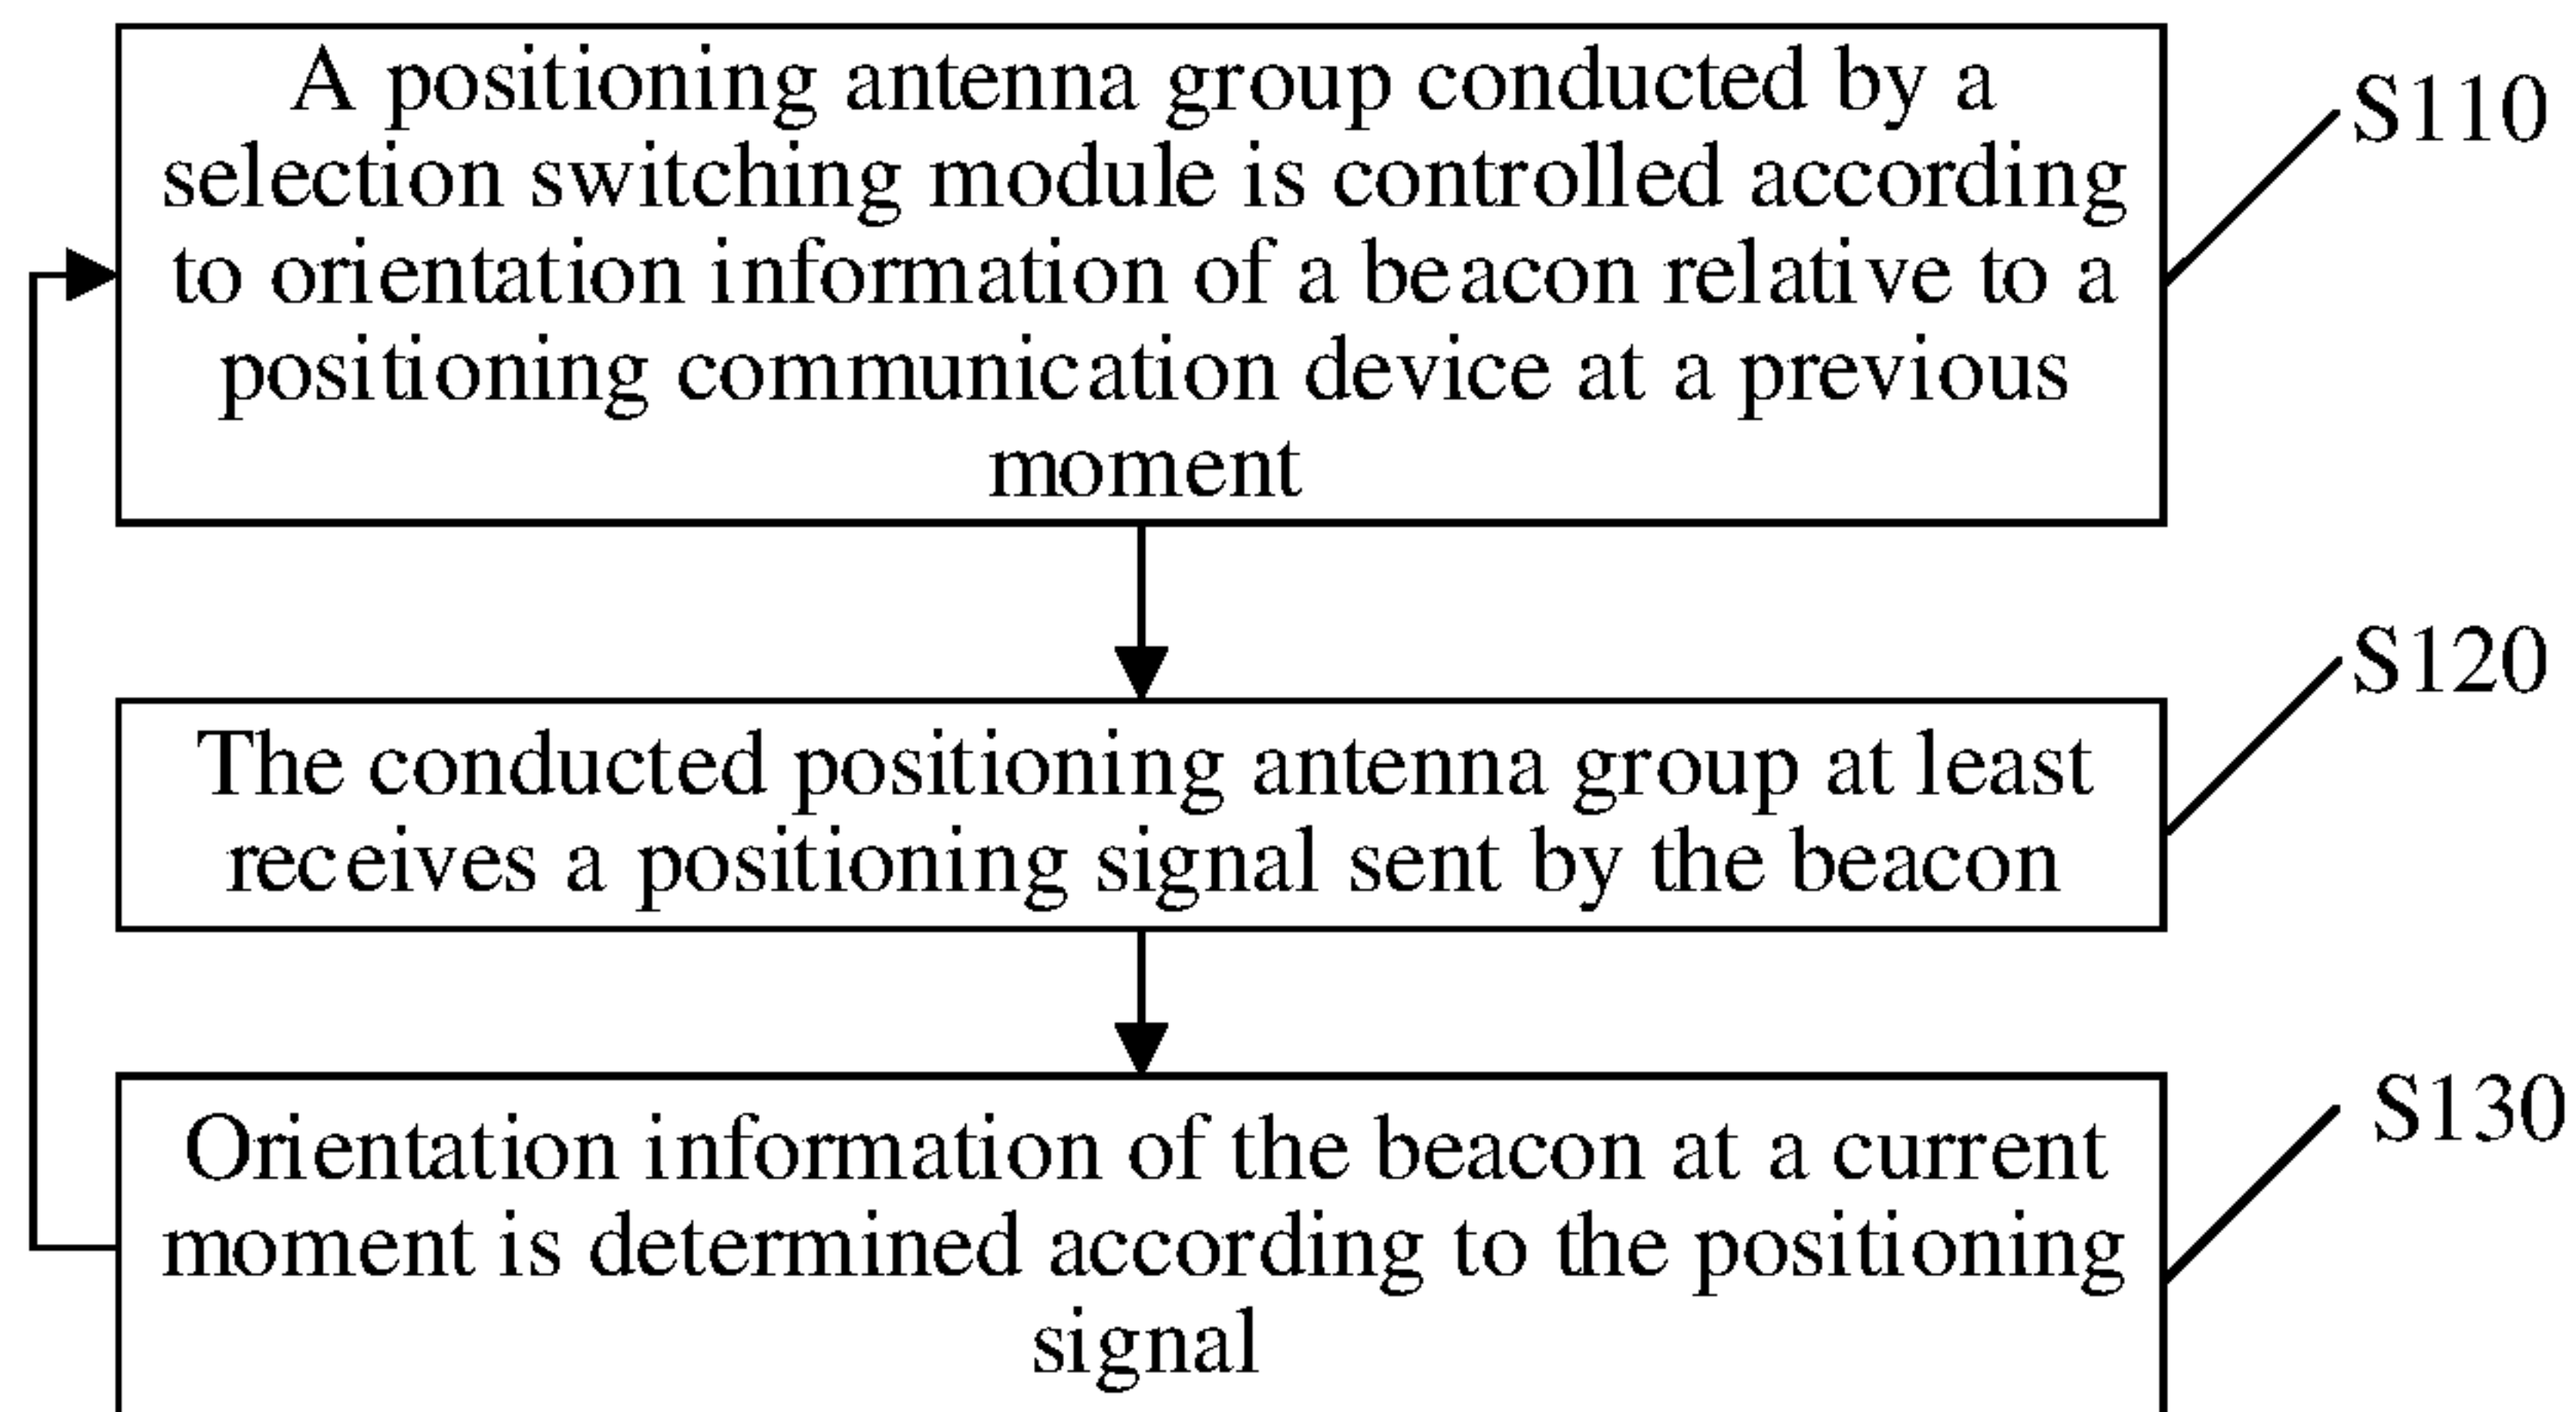 A positioning antenna group conducted by a
selection switching module is controlled according
to orientation information of a beacon relative to a
positioning communication device at a previous
moment
S110
The conducted positioning antenna group at least
receives a positioning signal sent by the beacon
S120
Orientation information of the beacon at a current
moment is determined according to the positioning
signal
S130